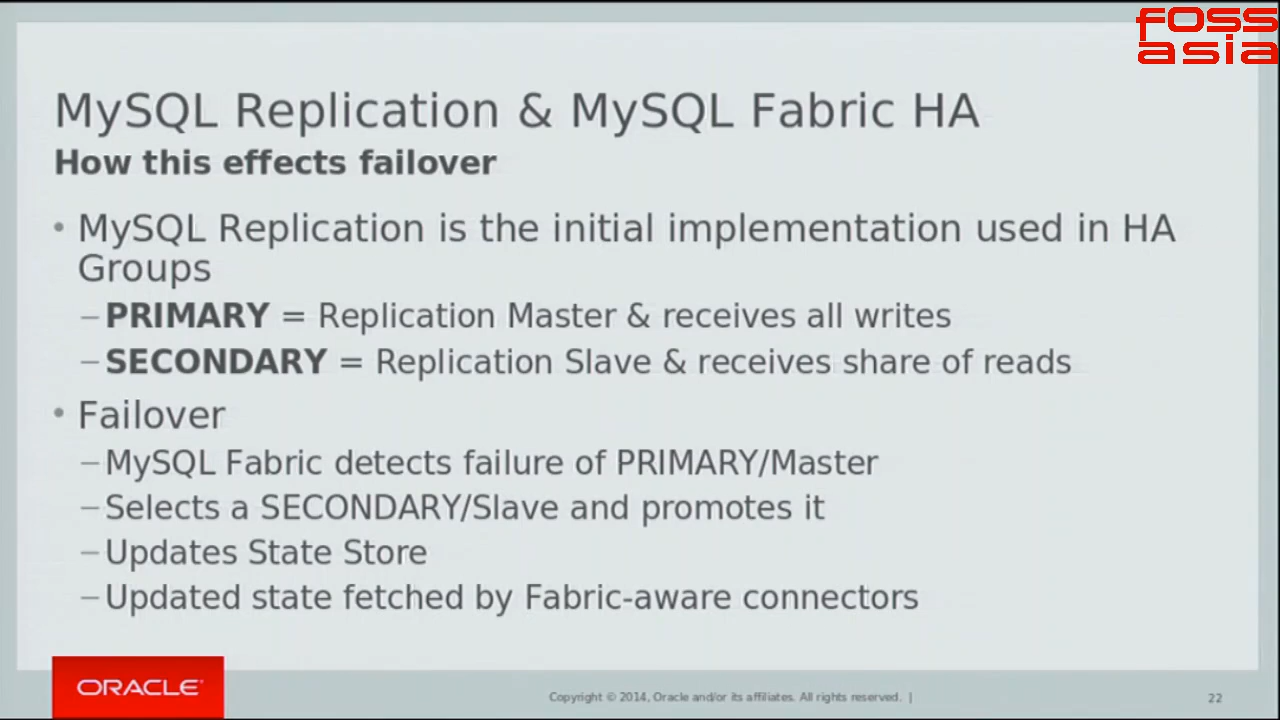 FOSS
asia
MySQL Replication & MySQL Fabric HA
How this effects failover
• MySQL Replication is the initial implementation used in HA
Groups
– PRIMARY = Replication Master & receives all writes
– SECONDARY = Replication Slave & receives share of reads
• Failover
– MySQL Fabric detects failure of PRIMARY/Master
– Selects a SECONDARY/Slave and promotes it
– Updates State Store
– Updated state fetched by Fabric-aware connectors
ORACLE®
Copyright © 2014, Oracle and/or its affiliates. All rights reserved. |
22